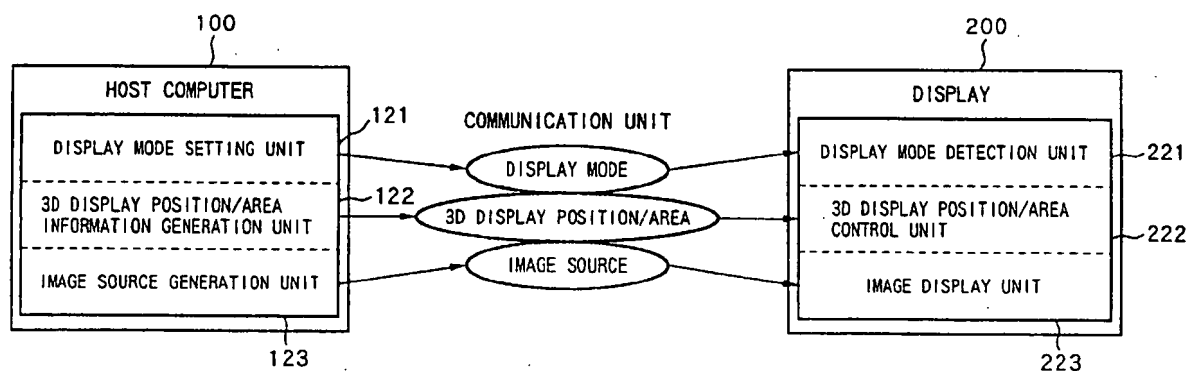 100
HOST COMPUTER
121
DISPLAY MODE SETTING UNIT
122
3D DISPLAY POSITION/AREA
INFORMATION GENERATION UNIT
IMAGE SOURCE GENERATION UNIT
123
COMMUNICATION UNIT
DISPLAY MODE
3D DISPLAY POSITION/AREA
IMAGE SOURCE
200
DISPLAY
DISPLAY MODE DETECTION UNIT
221
3D DISPLAY POSITION/AREA
CONTROL UNIT
222
IMAGE DISPLAY UNIT
223